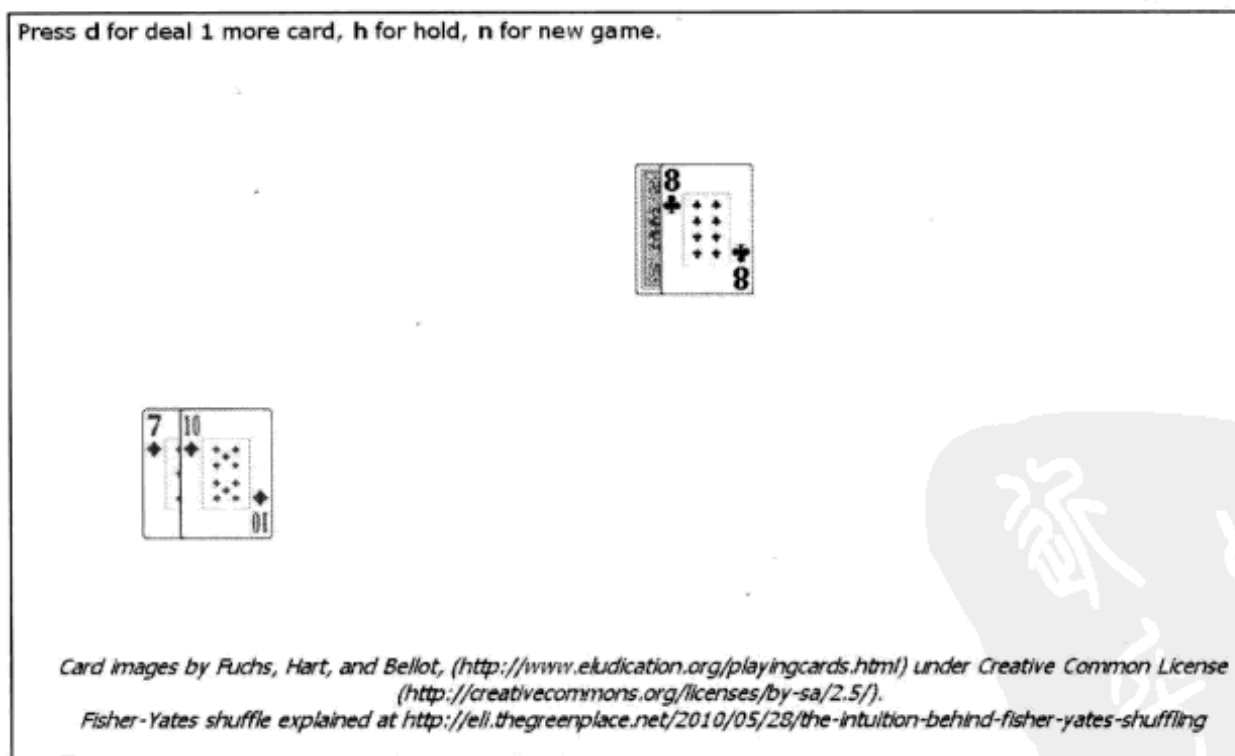 Press d for deal 1 more card, h for hold, n for new game.
8
8
7
10
10
Card images by Fuchs, Hart, and Bellot, (http://www.eludication.org/playingcards.html) under Creative Common License
(http://creativecommons.org/licenses/by-sa/2.5/).
Fisher-Yates shuffle explained at http://eli.thegreenplace.net/2010/05/28/the-intuition-behind-fisher-yates-shuffling